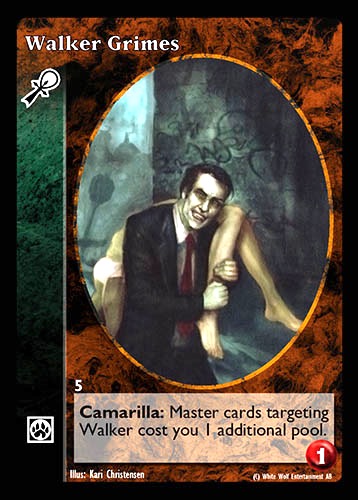 Walker Grimes
5
Camarilla: Master cards targeting
Walker cost you 1 additional pool.
1
Illus: Kari Christensen
(C) White Wolf Entertainment AB